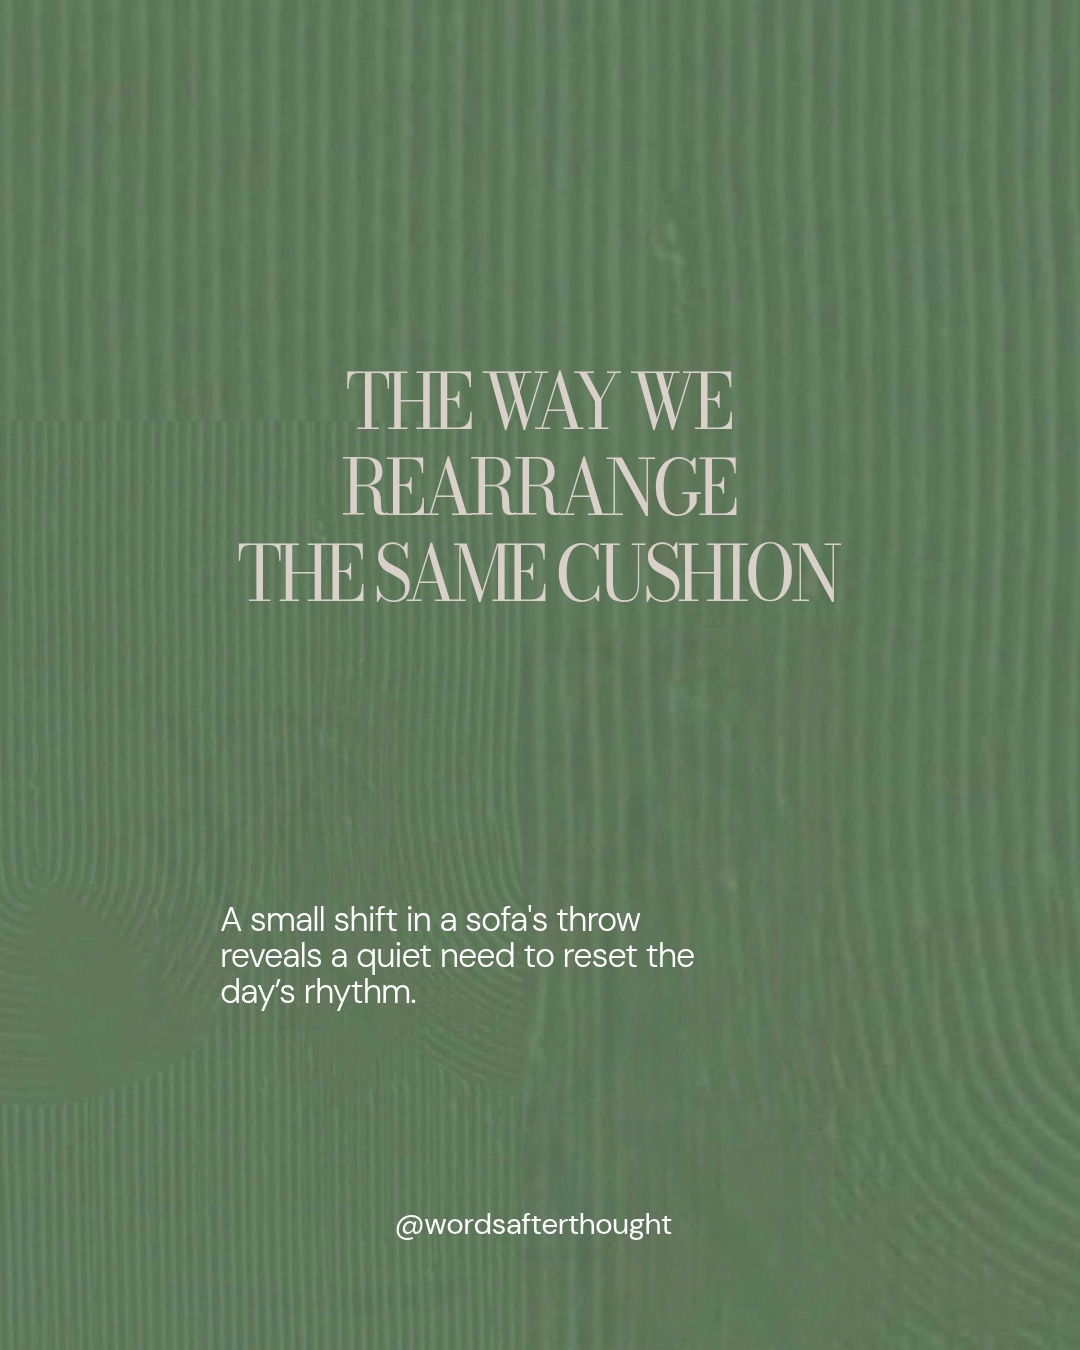 THE WAY WE
REARRANGE
THE SAME CUSHION
A small shift in a sofa's throw
reveals a quiet need to reset the
day’s rhythm.
@wordsafterthought